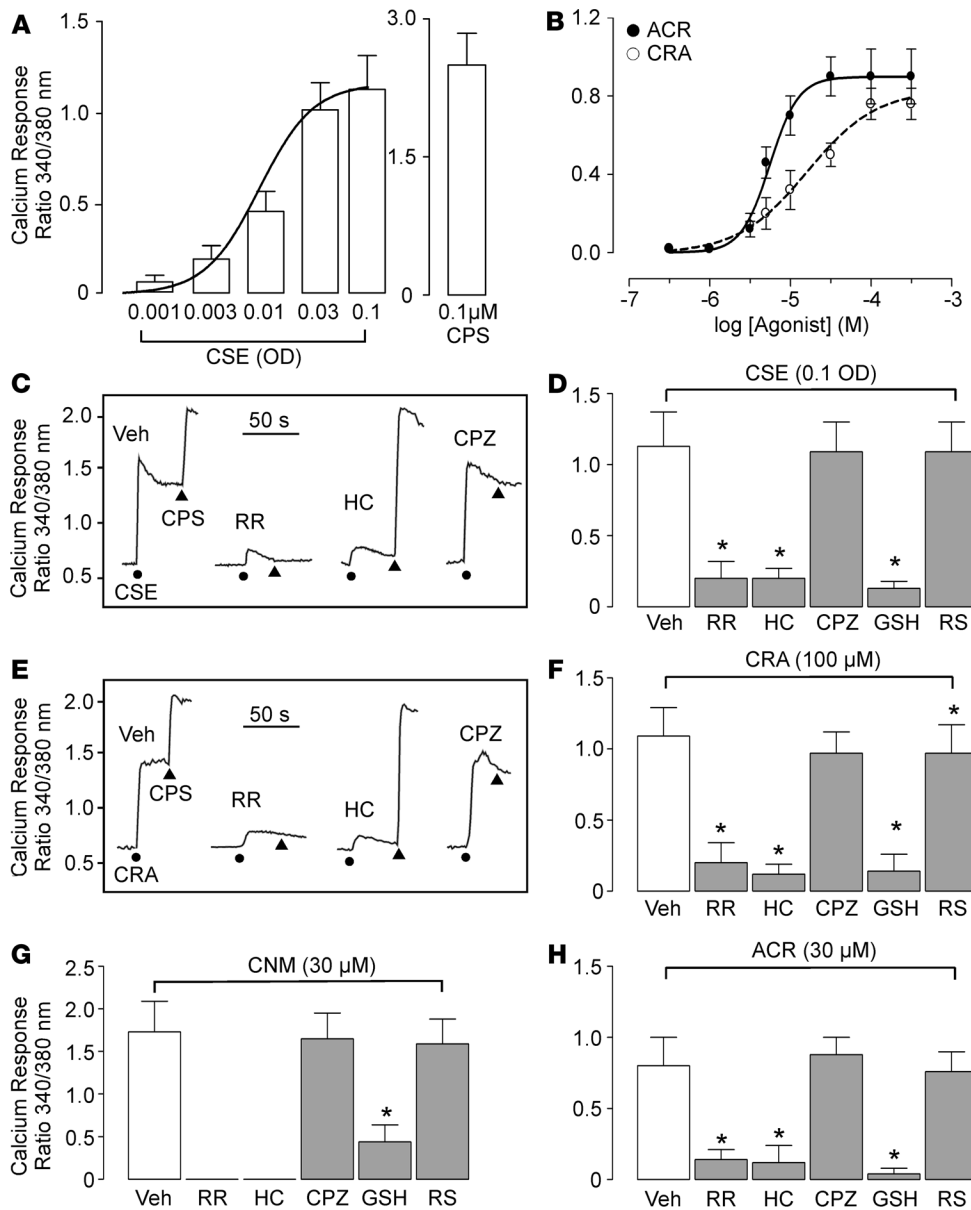 A
Calcium Response
Ratio 340/380 nm
1.5
1.0
0.5
0
0.001
0.003
0.01
0.03
0.1
CSE (OD)
3.0
1.5
0
0.1µM
CPS
B
ACR
CRA
1.2
0.8
0.4
0.0
-7
-6
-5
-4
-3
log [Agonist] (M)
C
Calcium Response
Ratio 340/380 nm
2.0
1.5
1.0
0.5
Veh
CPS
CSE
50 s
RR
HC
CPZ
D
CSE (0.1 OD)
1.5
1.0
0.5
0
* * *
Veh RR HC CPZ GSH RS
E
Calcium Response
Ratio 340/380 nm
2.0
1.5
1.0
0.5
Veh
CPS
CRA
50 s
RR
HC
CPZ
F
CRA (100 µM)
1.5
1.0
0.5
0
* * * *
Veh RR HC CPZ GSH RS
G
Calcium Response
Ratio 340/380 nm
CNM (30 µM)
2.5
2.0
1.5
1.0
0.5
0
*
Veh RR HC CPZ GSH RS
H
ACR (30 µM)
1.5
1.0
0.5
0
* * *
Veh RR HC CPZ GSH RS